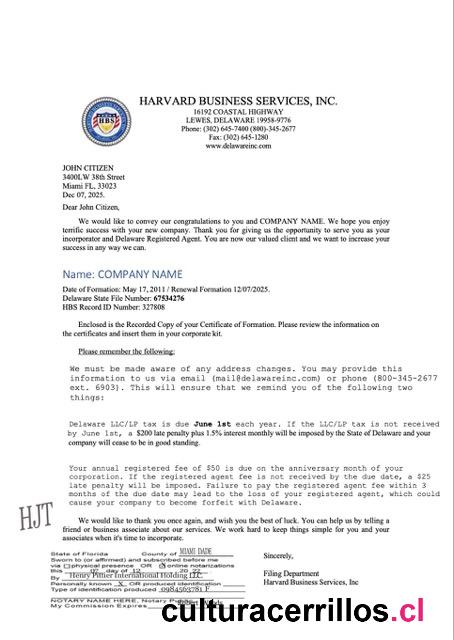 HARVARD BUSINESS SERVICES, INC.
16192 COASTAL HIGHWAY
LEWES, DELAWARE 19958-9776
Phone: (302) 645-7400 (800)-345-2677
Fax: (302) 645-1280
www.delawareinc.com
HBS
JOHN CITIZEN
3400LW 38th Street
Miami FL, 33023
Dec 07, 2025.
Dear John Citizen,
We would like to convey our congratulations to you and COMPANY NAME. We hope you enjoy
terrific success with your new company. Thank you for giving us the opportunity to serve you as your
incorporator and Delaware Registered Agent. You are now our valued client and we want to increase your
success in any way we can.
Name: COMPANY NAME
Date of Formation: May 17, 2011 / Renewal Formation 12/07/2025.
Delaware State File Number: 67534276
HBS Record ID Number: 327808
Enclosed is the Recorded Copy of your Certificate of Formation. Please review the information on
the certificates and insert them in your corporate kit.
Please remember the following:
We must be made aware of any address changes. You may provide this
information to us via email (mail@delawareinc.com) or phone (800-345-2677
ext. 6903). This will ensure that we remind you of the following two
things:
Delaware LLC/LP tax is due June 1st each year. If the LLC/LP tax is not received
by June 1st, a $200 late penalty plus 1.5% interest monthly will be imposed by the State of Delaware and your
company will cease to be in good standing.
Your annual registered fee of $50 is due on the anniversary month of your
corporation. If the registered agent fee is not received by the due date, a $25
late penalty will be imposed. Failure to pay the registered agent fee within 3
months of the due date may lead to the loss of your registered agent, which could
cause your company to become forfeit with Delaware.
HJT
We would like to thank you once again, and wish you the best of luck. You can help us by telling a
friend or business associate about our services. We work hard to keep things simple for you and your
associates when it's time to incorporate.
State of Florida County of MIAMI DADE
Sworn to (or affirmed) and subscribed before me
via physical presence OR online notarizations
this 07 day of 12, 20 22
By Henry Pitter International Holding LLC.
Personally known X OR produced identification
Type of identification produced 0984563781 F
NOTARY NAME HERE, Notary
My Commission Expires
Sincerely,
Filing Department
Harvard Business Services, Inc
culturacerrillos.cl